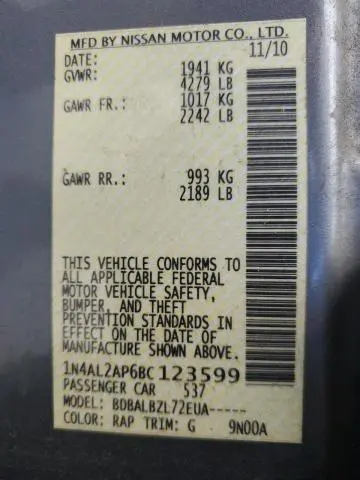 MFD BY NISSAN MOTOR CO., LTD.
DATE: 11/10
GVWR: 1941 KG
4279 LB
GAWR FR.: 1017 KG
2242 LB
GAWR RR.: 993 KG
2189 LB
THIS VEHICLE CONFORMS TO
ALL APPLICABLE FEDERAL
MOTOR VEHICLE SAFETY,
BUMPER, AND THEFT
PREVENTION STANDARDS IN
EFFECT ON THE DATE OF
MANUFACTURE SHOWN ABOVE.
1N4AL2AP6BC123599
PASSENGER CAR 537
MODEL: BDBALBZL72EUA-----
COLOR: RAP TRIM: G 9N00A